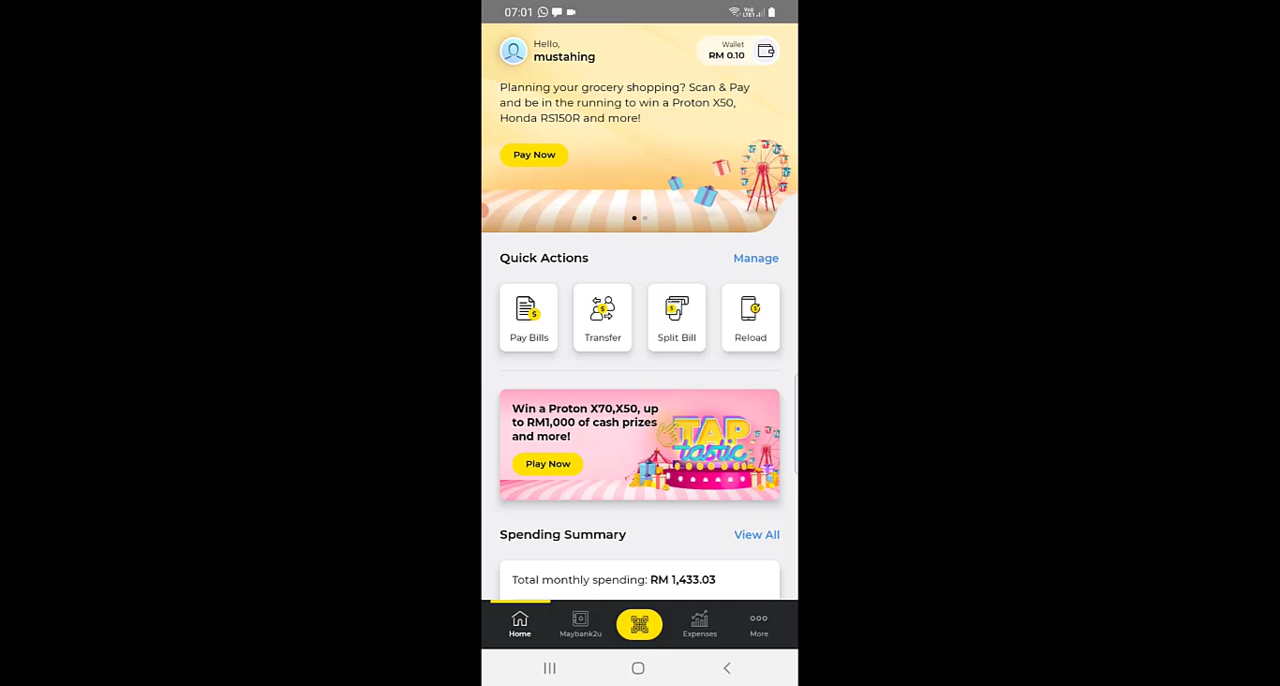 07:01
Hello,
mustahing
Wallet
RM 0.10
Planning your grocery shopping? Scan & Pay
and be in the running to win a Proton X50,
Honda RS150R and more!
Pay Now
Quick Actions
Manage
Pay Bills
Transfer
Split Bill
Reload
Win a Proton X70,X50, up
to RM1,000 of cash prizes
and more!
TAP
tastic
Play Now
Spending Summary
View All
Total monthly spending: RM 1,433.03
Home
Maybank2u
Expenses
More